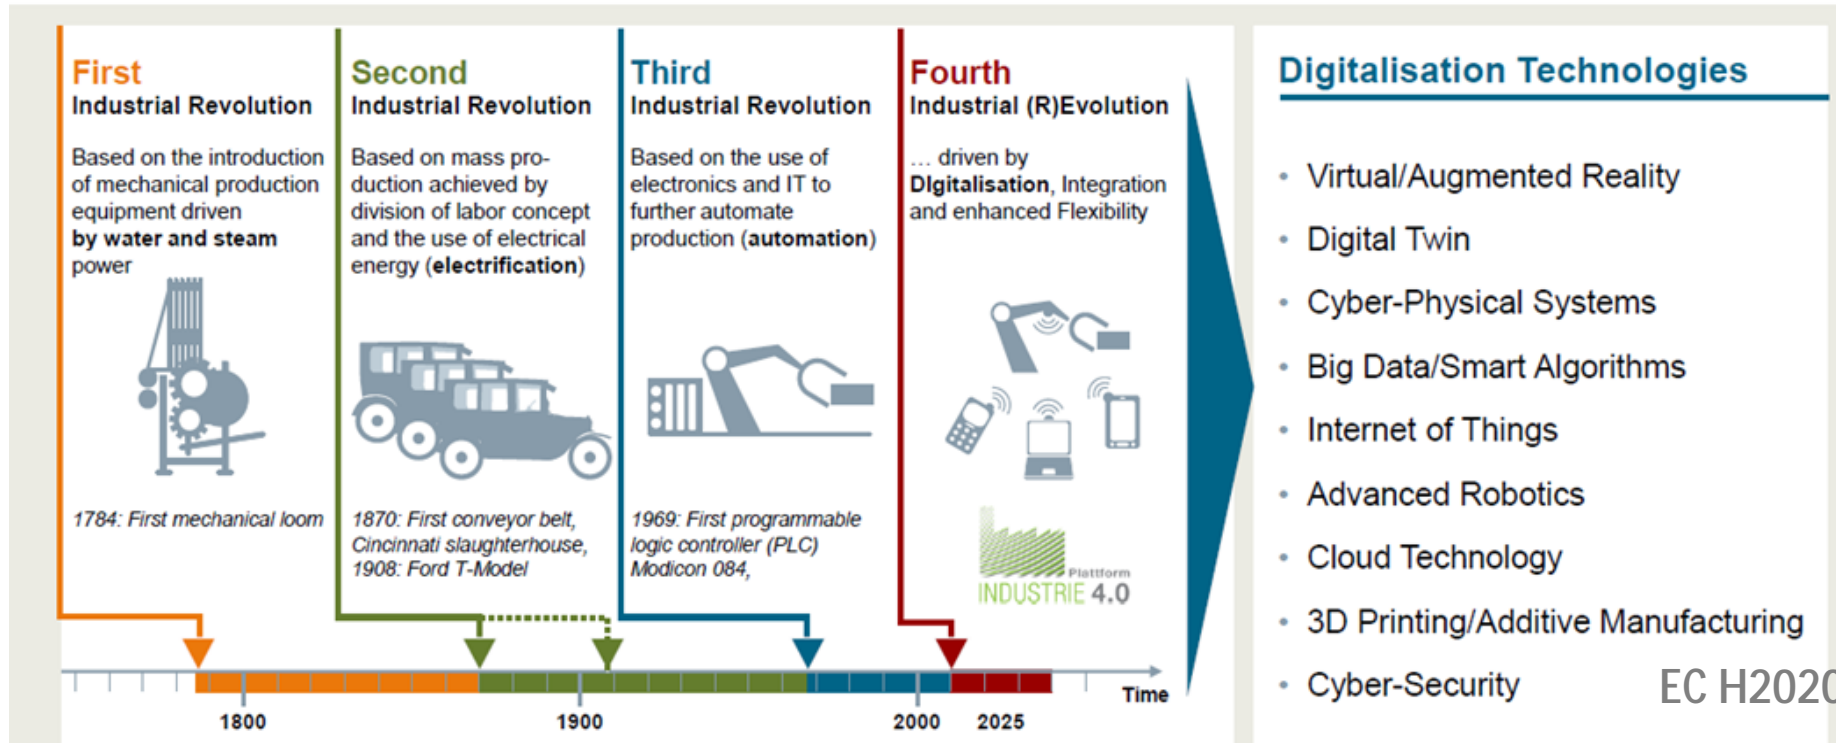 First
Industrial Revolution
Based on the introduction
of mechanical production
equipment driven
by water and steam
power
1784: First mechanical loom
Second
Industrial Revolution
Based on mass pro-
duction achieved by
division of labor concept
and the use of electrical
energy (electrification)
1870: First conveyor belt,
Cincinnati slaughterhouse,
1908: Ford T-Model
Third
Industrial Revolution
Based on the use of
electronics and IT to
further automate
production (automation)
1969: First programmable
logic controller (PLC)
Modicon 084,
Fourth
Industrial (R)Evolution
... driven by
DIgitalisation, Integration
and enhanced Flexibility
Plattform
INDUSTRIE 4.0
Time
1800
1900
2000
2025
Digitalisation Technologies
• Virtual/Augmented Reality
• Digital Twin
• Cyber-Physical Systems
• Big Data/Smart Algorithms
• Internet of Things
• Advanced Robotics
• Cloud Technology
• 3D Printing/Additive Manufacturing
• Cyber-Security
EC H2020